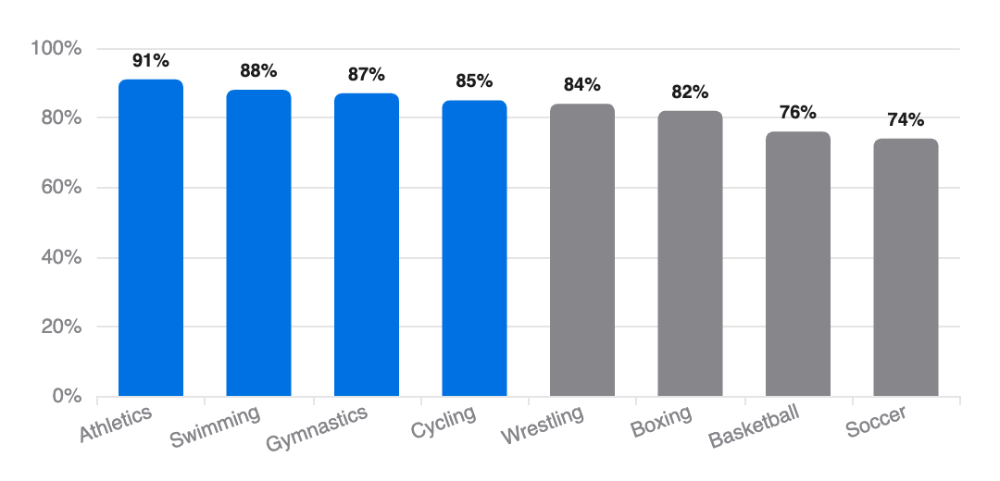 100%
80%
60%
40%
20%
0%
91%
88%
87%
85%
84%
82%
76%
74%
Athletics
Swimming
Gymnastics
Cycling
Wrestling
Boxing
Basketball
Soccer